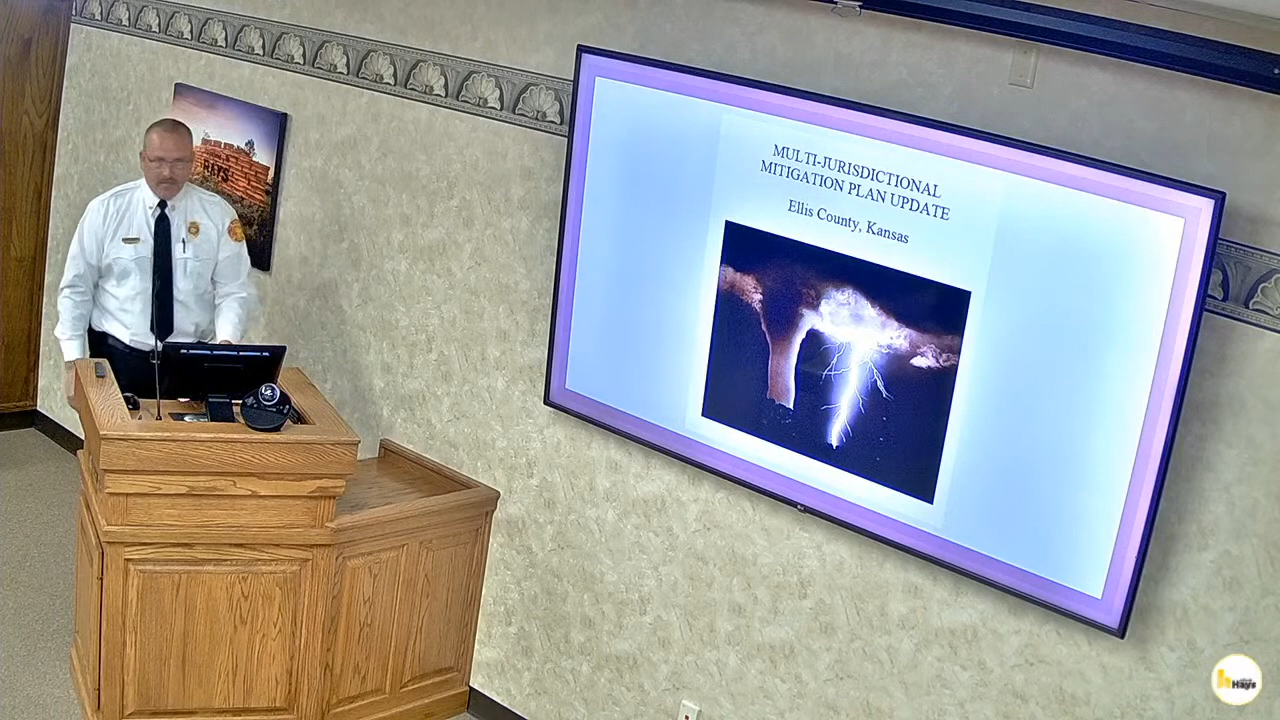 MULTI-JURISDICTIONAL
MITIGATION PLAN UPDATE
Ellis County, Kansas
HAYS
Hays